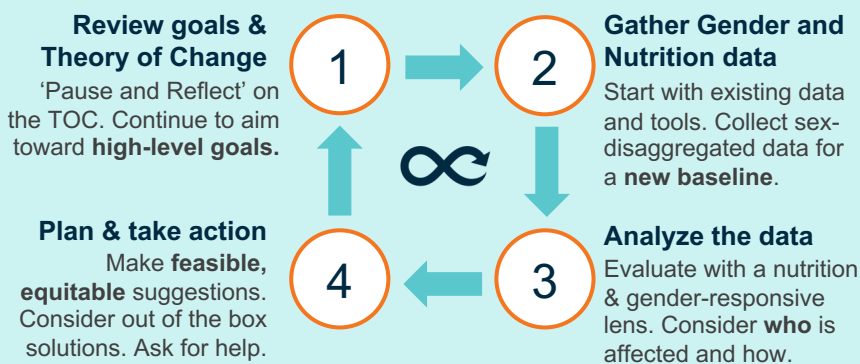 Review goals &
Theory of Change
'Pause and Reflect' on
the TOC. Continue to aim
toward high-level goals.
1
2
Gather Gender and
Nutrition data
Start with existing data
and tools. Collect sex-
disaggregated data for
a new baseline.
Plan & take action
Make feasible,
equitable suggestions.
Consider out of the box
solutions. Ask for help.
4
3
Analyze the data
Evaluate with a nutrition
& gender-responsive
lens. Consider who is
affected and how.